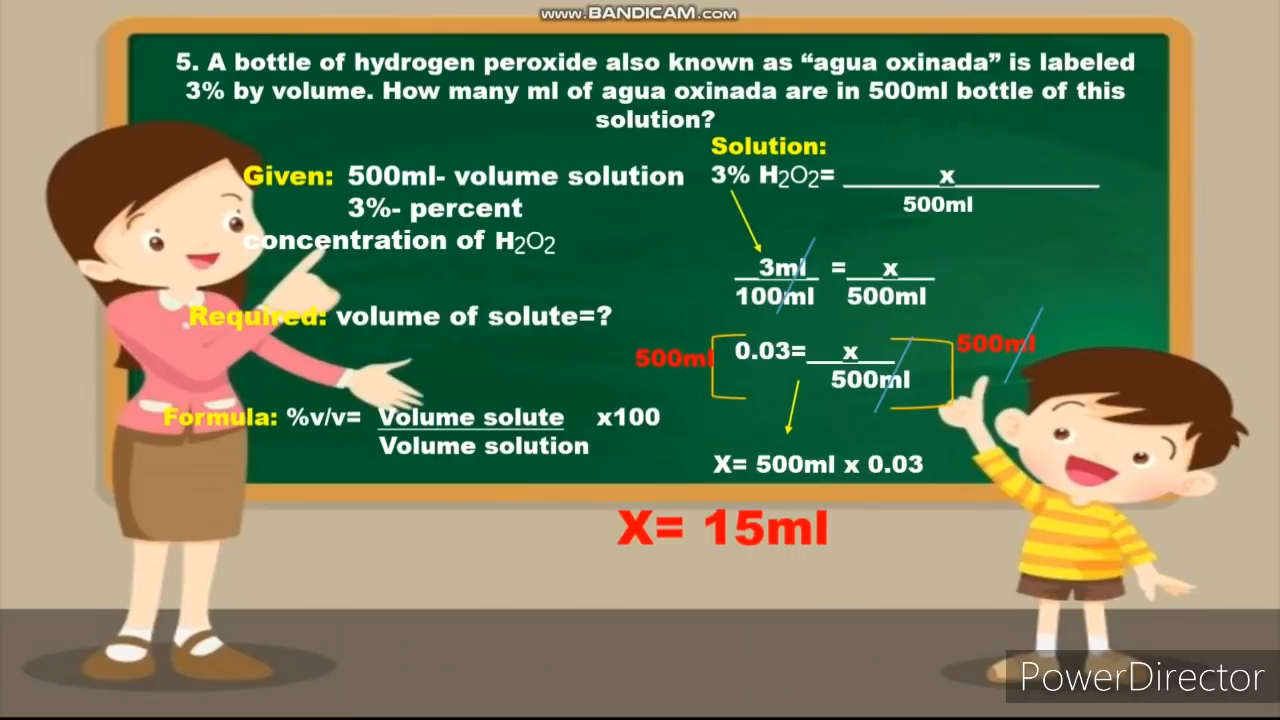 www.BANDICAM.com
5. A bottle of hydrogen peroxide also known as “agua oxinada” is labeled
3% by volume. How many ml of agua oxinada are in 500ml bottle of this
solution?
Given: 500ml- volume solution
3%- percent
concentration of H₂O₂
Required: volume of solute=?
Formula: %v/v= Volume solute x100
Volume solution
Solution:
3% H₂O₂= x
500ml
3ml = x
100ml 500ml
500ml 0.03= x 500ml
500ml
X= 500ml x 0.03
X= 15ml
PowerDirector